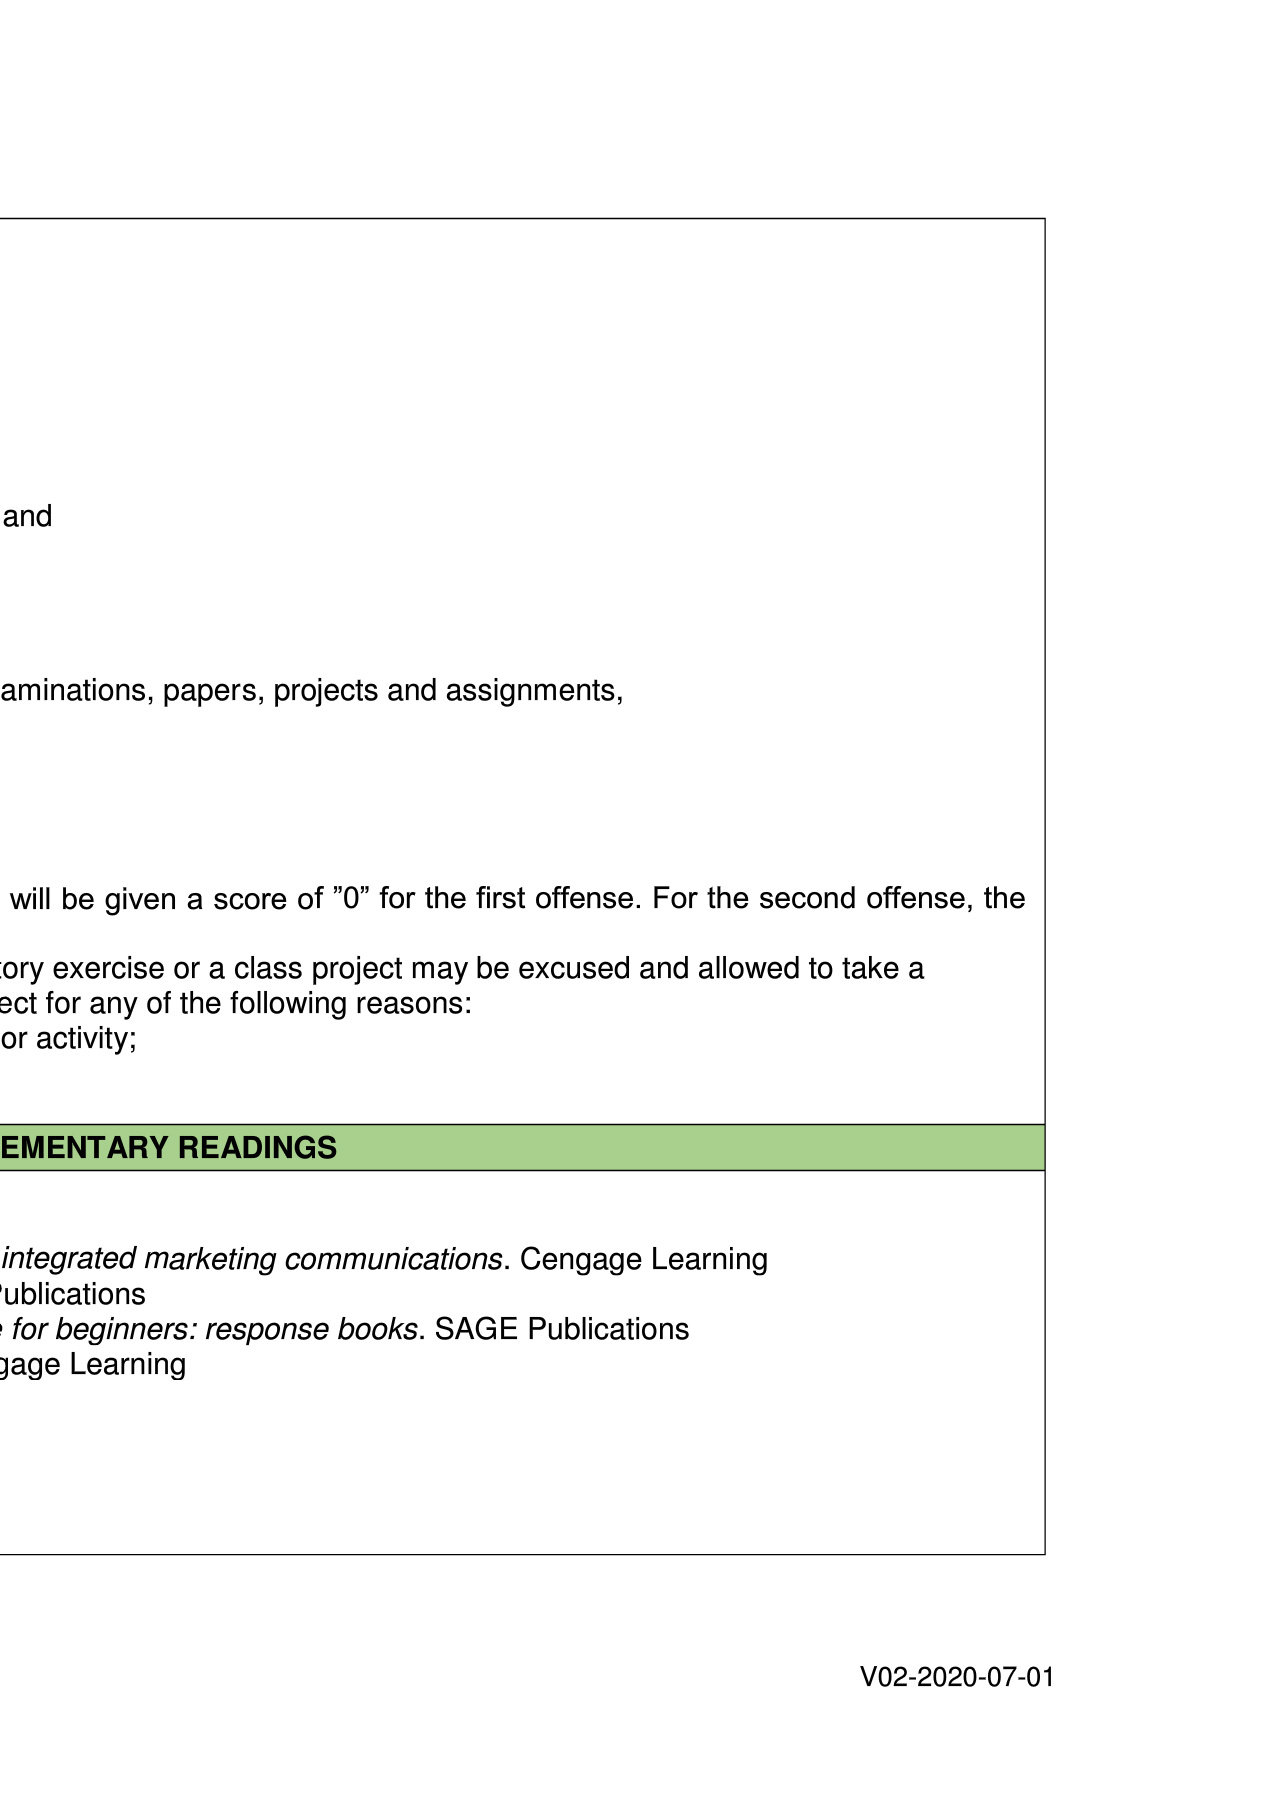 and
aminations, papers, projects and assignments,
will be given a score of ”0” for the first offense. For the second offense, the
tory exercise or a class project may be excused and allowed to take a
ect for any of the following reasons:
or activity;
EMENTARY READINGS
integrated marketing communications. Cengage Learning
Publications
e for beginners: response books. SAGE Publications
gage Learning
V02-2020-07-01